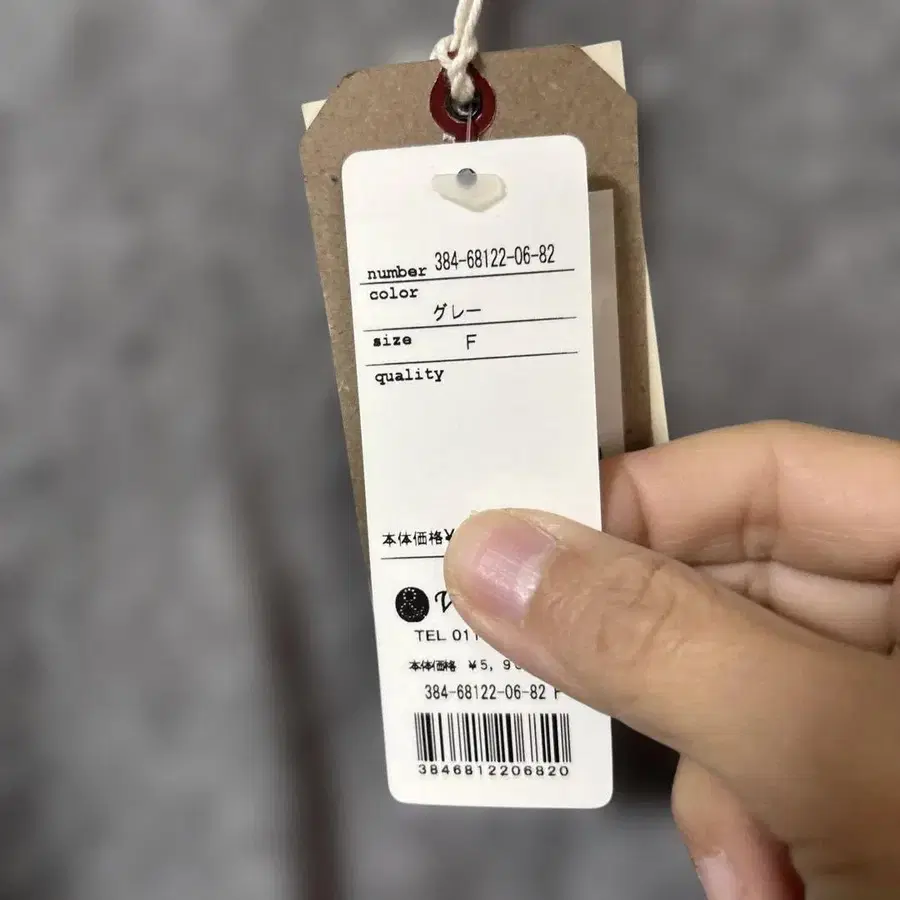 number 384-68122-06-82
color
グレー
size F
quality
本体価格¥
&
TEL 011
本体価格 ¥5, 9
384-68122-06-82 F
3846812206820